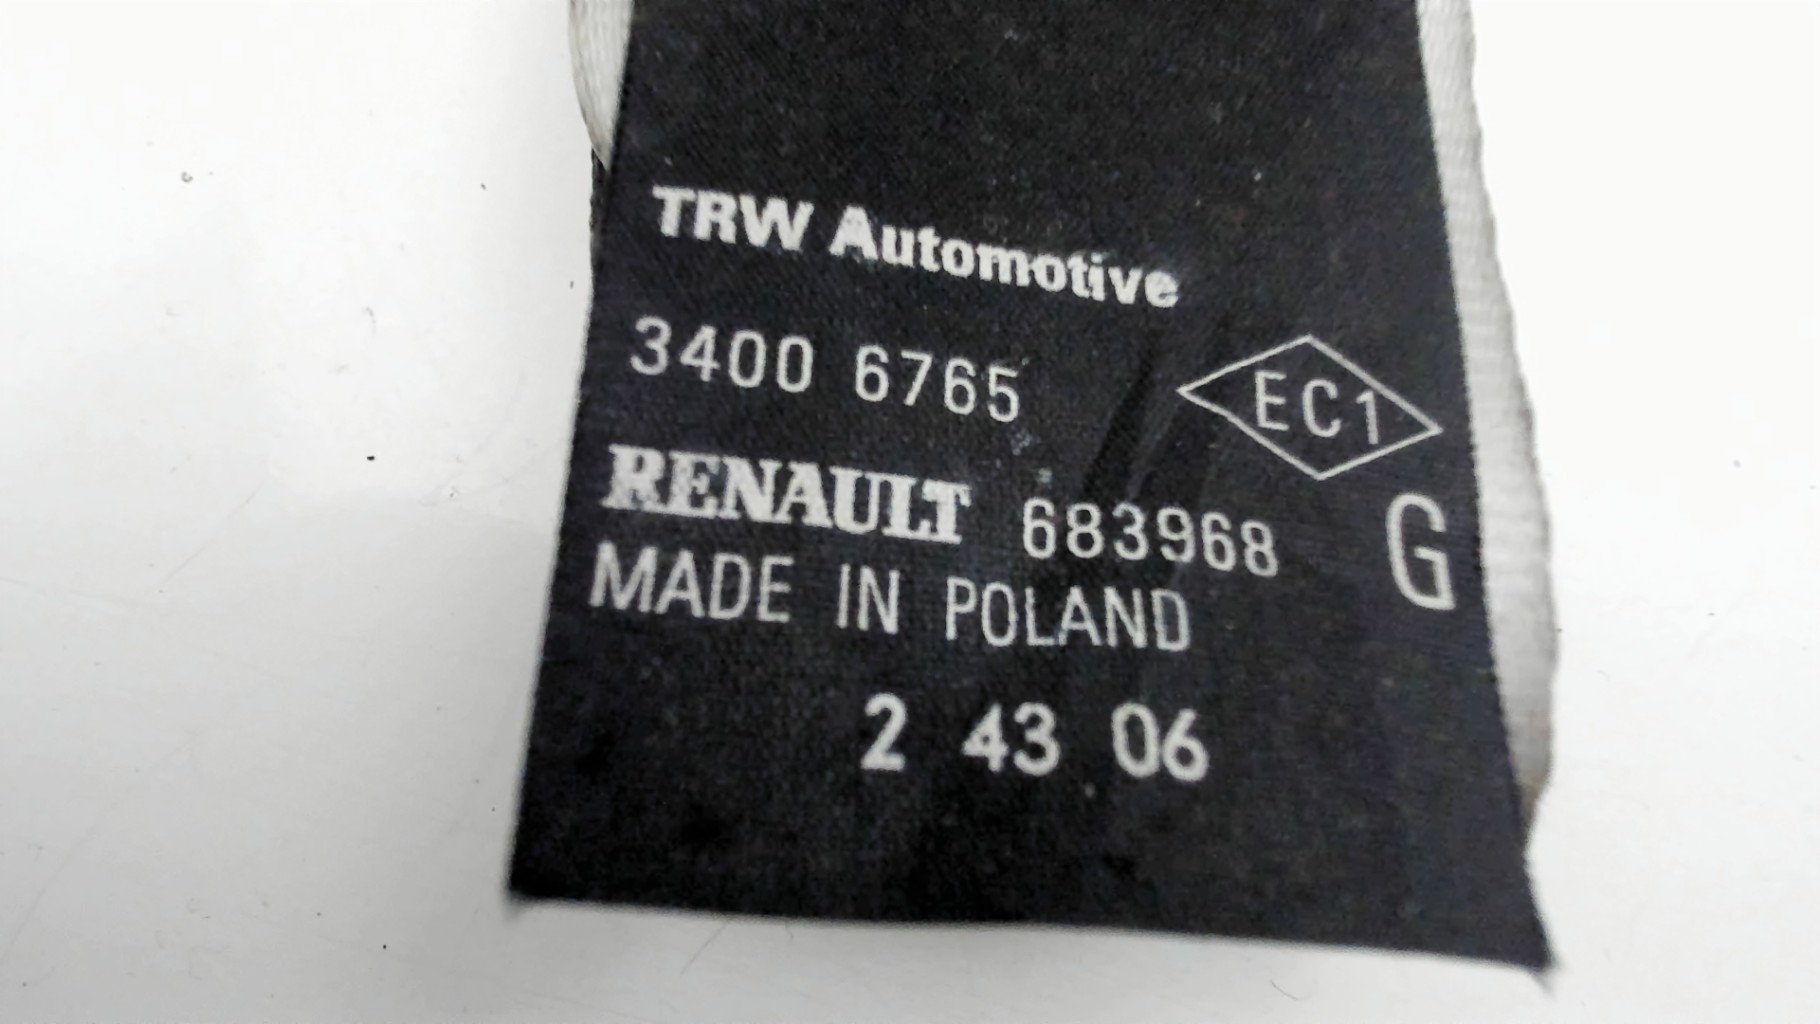 TRW Automotive
3400 6765
EC1
RENAULT 683968
G
MADE IN POLAND
2 43 06